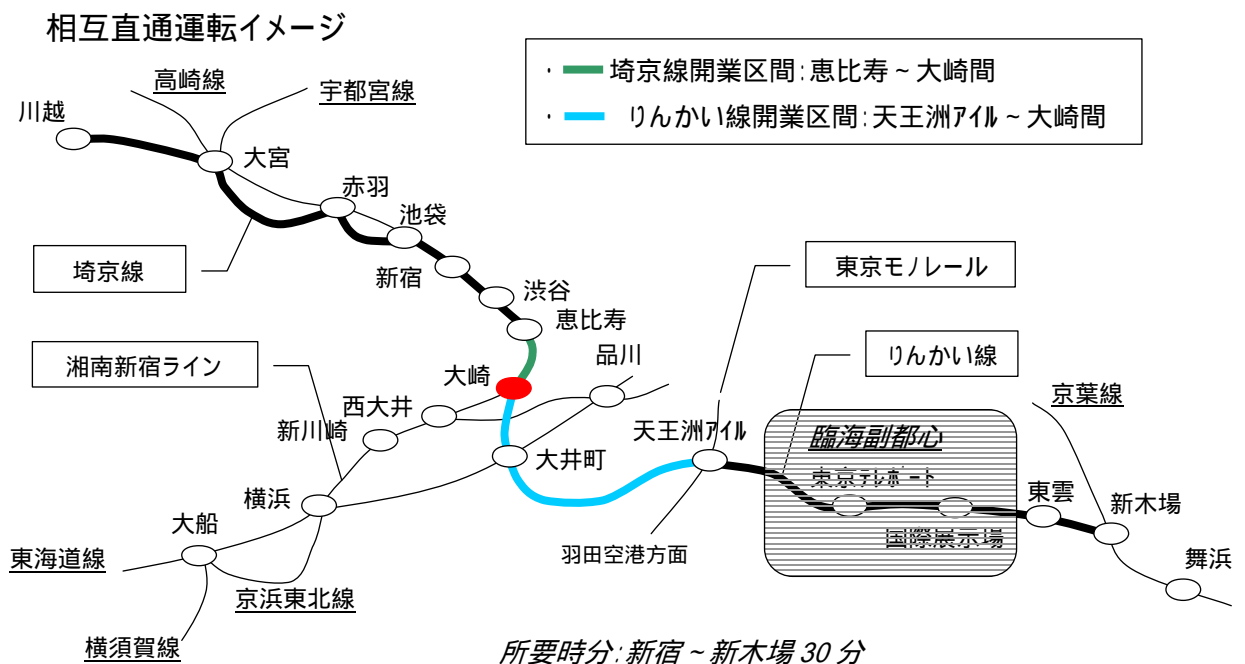 相互直通運転イメージ
・ 埼京線開業区間：恵比寿～大崎間
・ りんかい線開業区間：天王洲アイル～大崎間
高崎線
宇都宮線
川越
大宮
赤羽
池袋
埼京線
新宿
渋谷
恵比寿
東京モノレール
湘南新宿ライン
大崎
品川
りんかい線
西大井
新川崎
京葉線
天王洲アイル
臨海副都心
大井町
東京テレポート
横浜
東雲
新木場
大船
国際展示場
羽田空港方面
舞浜
東海道線
京浜東北線
横須賀線
所要時分：新宿～新木場 30 分